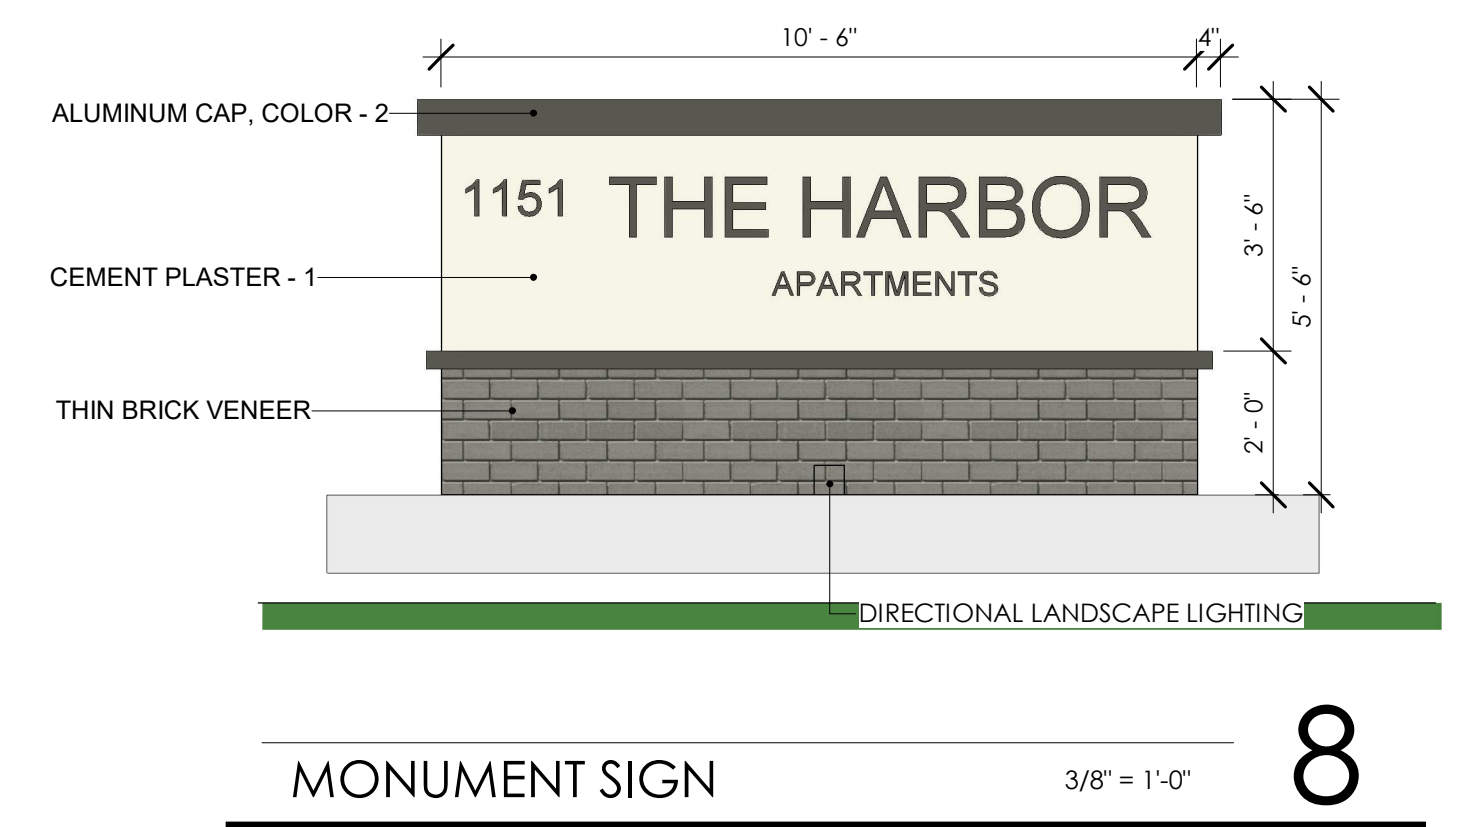 10' - 6"
4"
ALUMINUM CAP, COLOR - 2
1151 THE HARBOR
3' - 6"
CEMENT PLASTER - 1
APARTMENTS
5' - 6"
THIN BRICK VENEER
2' - 0"
DIRECTIONAL LANDSCAPE LIGHTING
MONUMENT SIGN
3/8" = 1'-0"
8